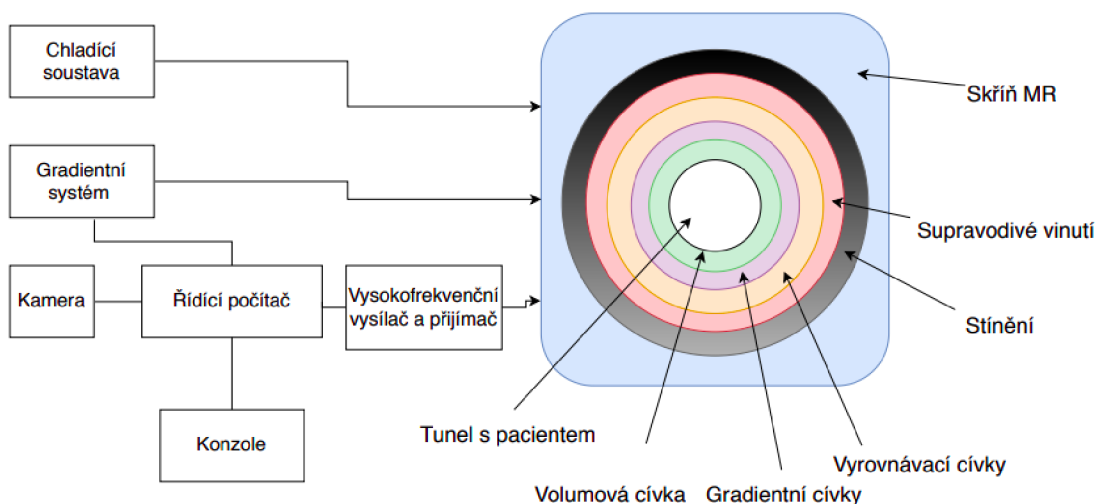 Chladící
soustava
Skříň MR
Gradientní
systém
Supravodivé vinutí
Kamera
Řídící počítač
Vysokofrekvenční
vysílač a přijímač
Stínění
Tunel s pacientem
Konzole
Vyrovnávací cívky
Volumová cívka
Gradientní cívky